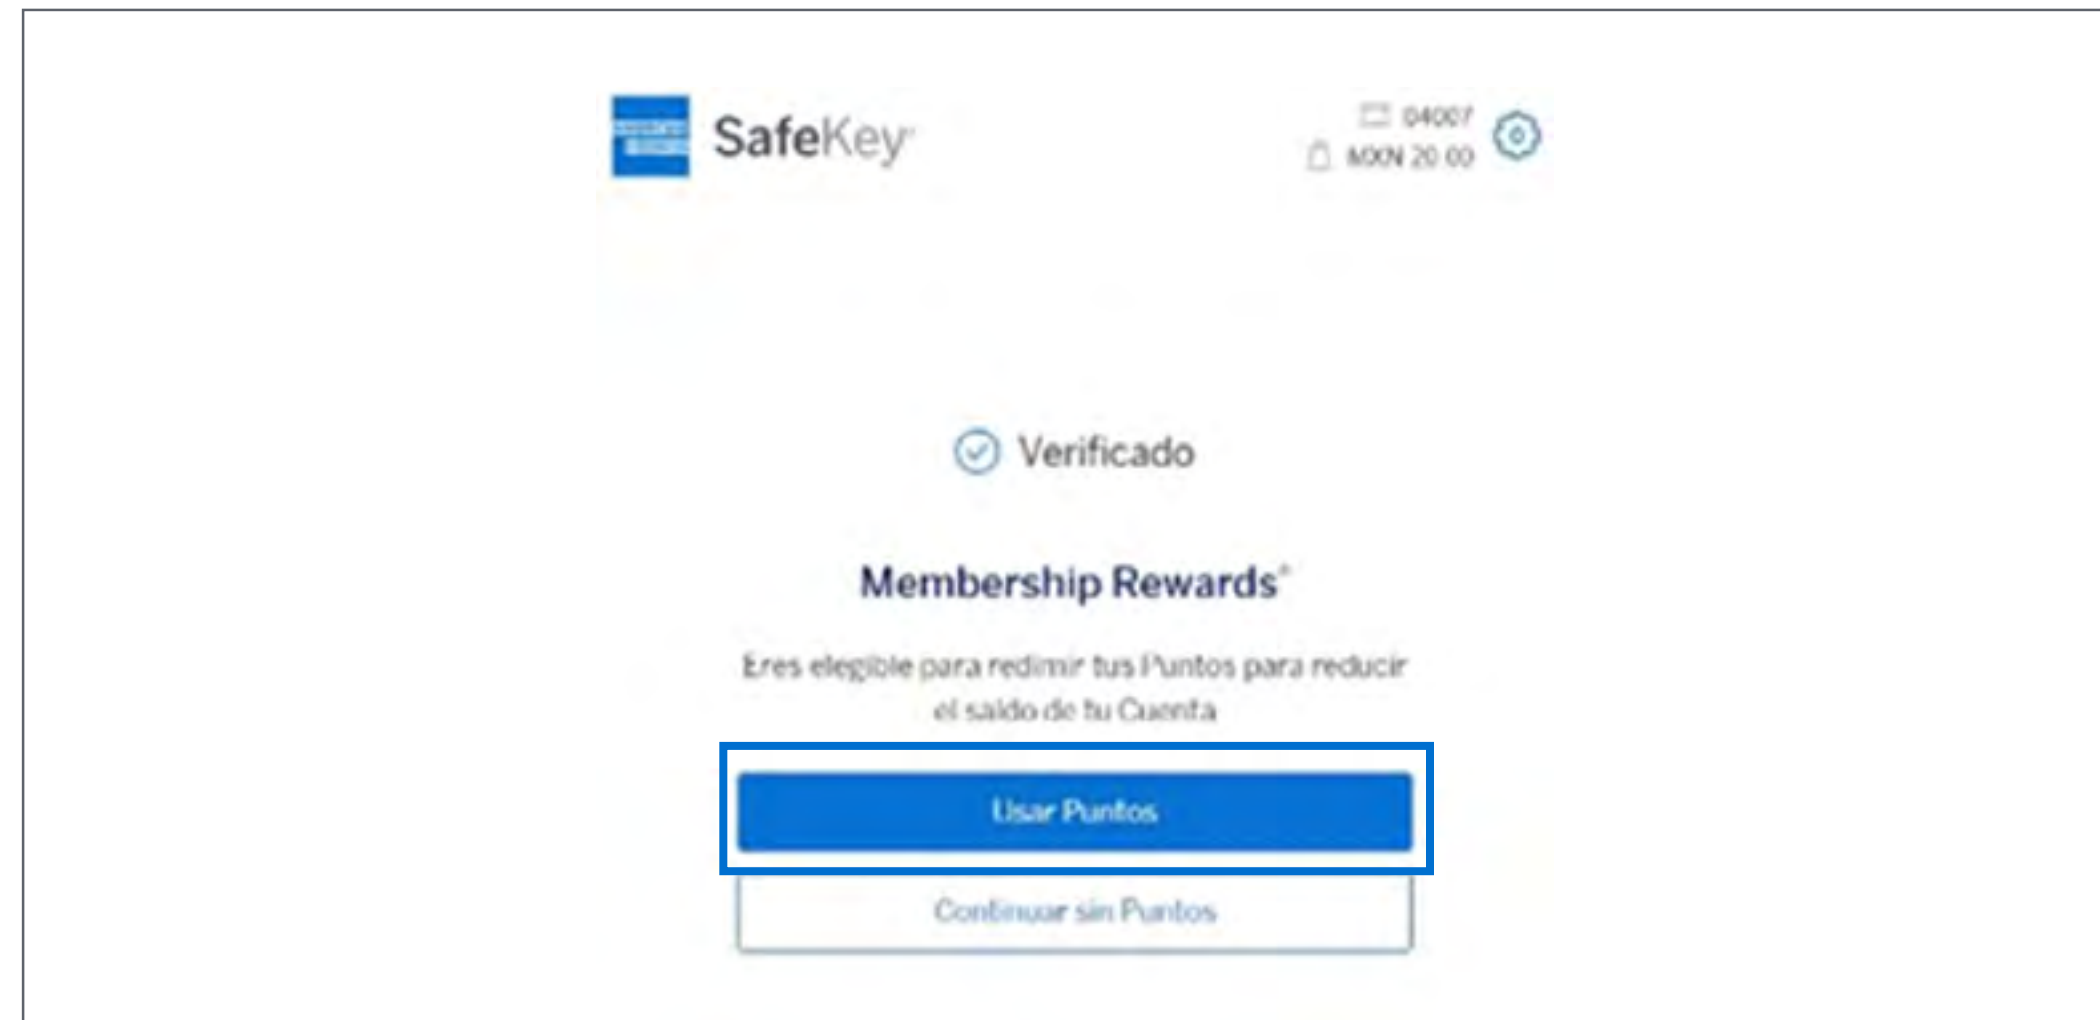 SafeKey
04007
MXN 20.00
Verificado
Membership Rewards®
Eres elegible para redimir tus Puntos para reducir
el saldo de tu Cuenta
Usar Puntos
Continuar sin Puntos